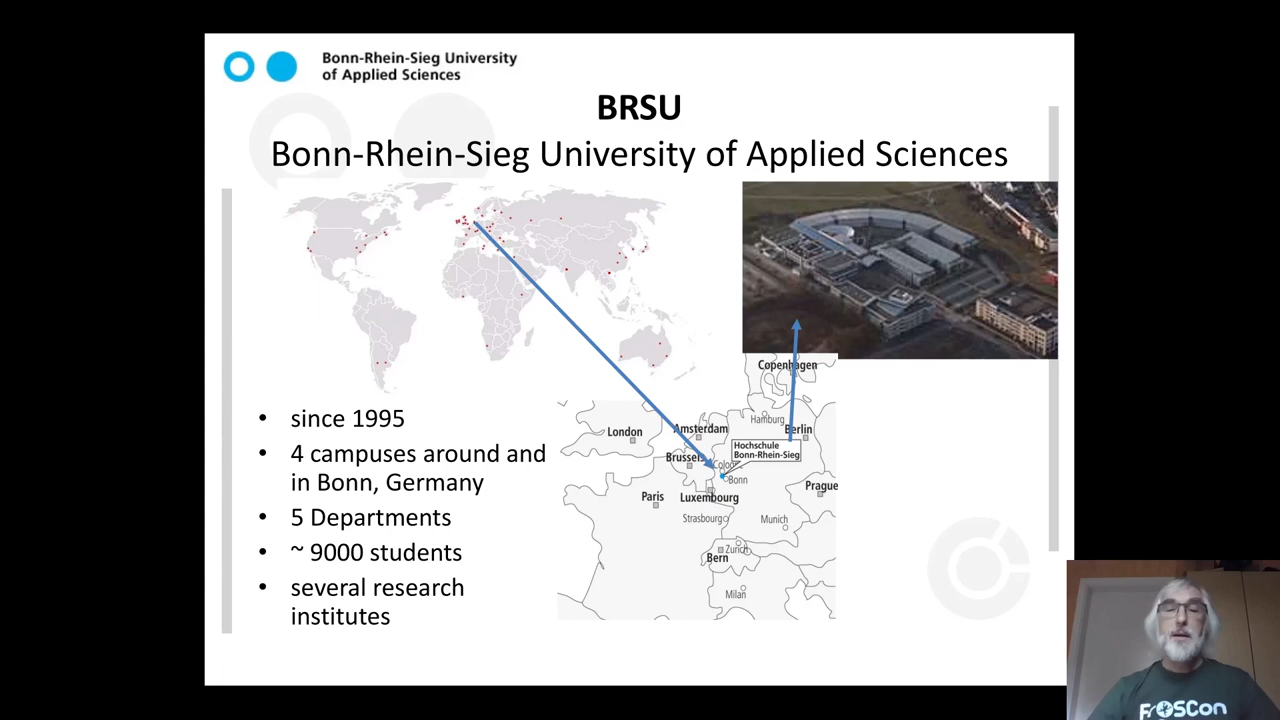 Bonn-Rhein-Sieg University
of Applied Sciences
BRSU
Bonn-Rhein-Sieg University of Applied Sciences
• since 1995
• 4 campuses around and
in Bonn, Germany
• 5 Departments
• ~ 9000 students
• several research
institutes
Copenhagen
Hamburg
London
Amsterdam
Berlin
Hochschule
Bonn-Rhein-Sieg
Brussels
Bonn
Paris
Luxembourg
Prague
Strasbourg
Munich
Zurich
Bern
Milan
FrOSCon